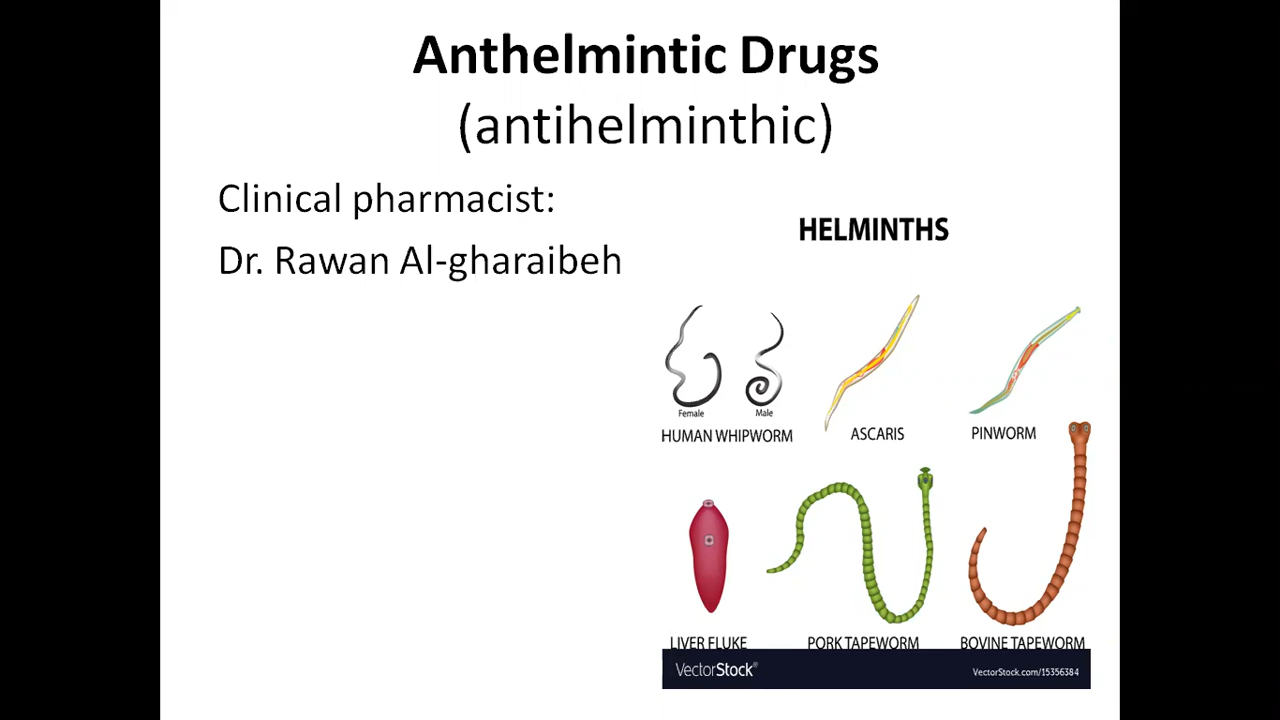 Anthelmintic Drugs
(antihelminthic)
Clinical pharmacist:
Dr. Rawan Al-gharaibeh
HELMINTHS
Female
Male
HUMAN WHIPWORM
ASCARIS
PINWORM
LIVER FLUKE
PORK TAPEWORM
BOVINE TAPEWORM
VectorStock®
VectorStock.com/15356384